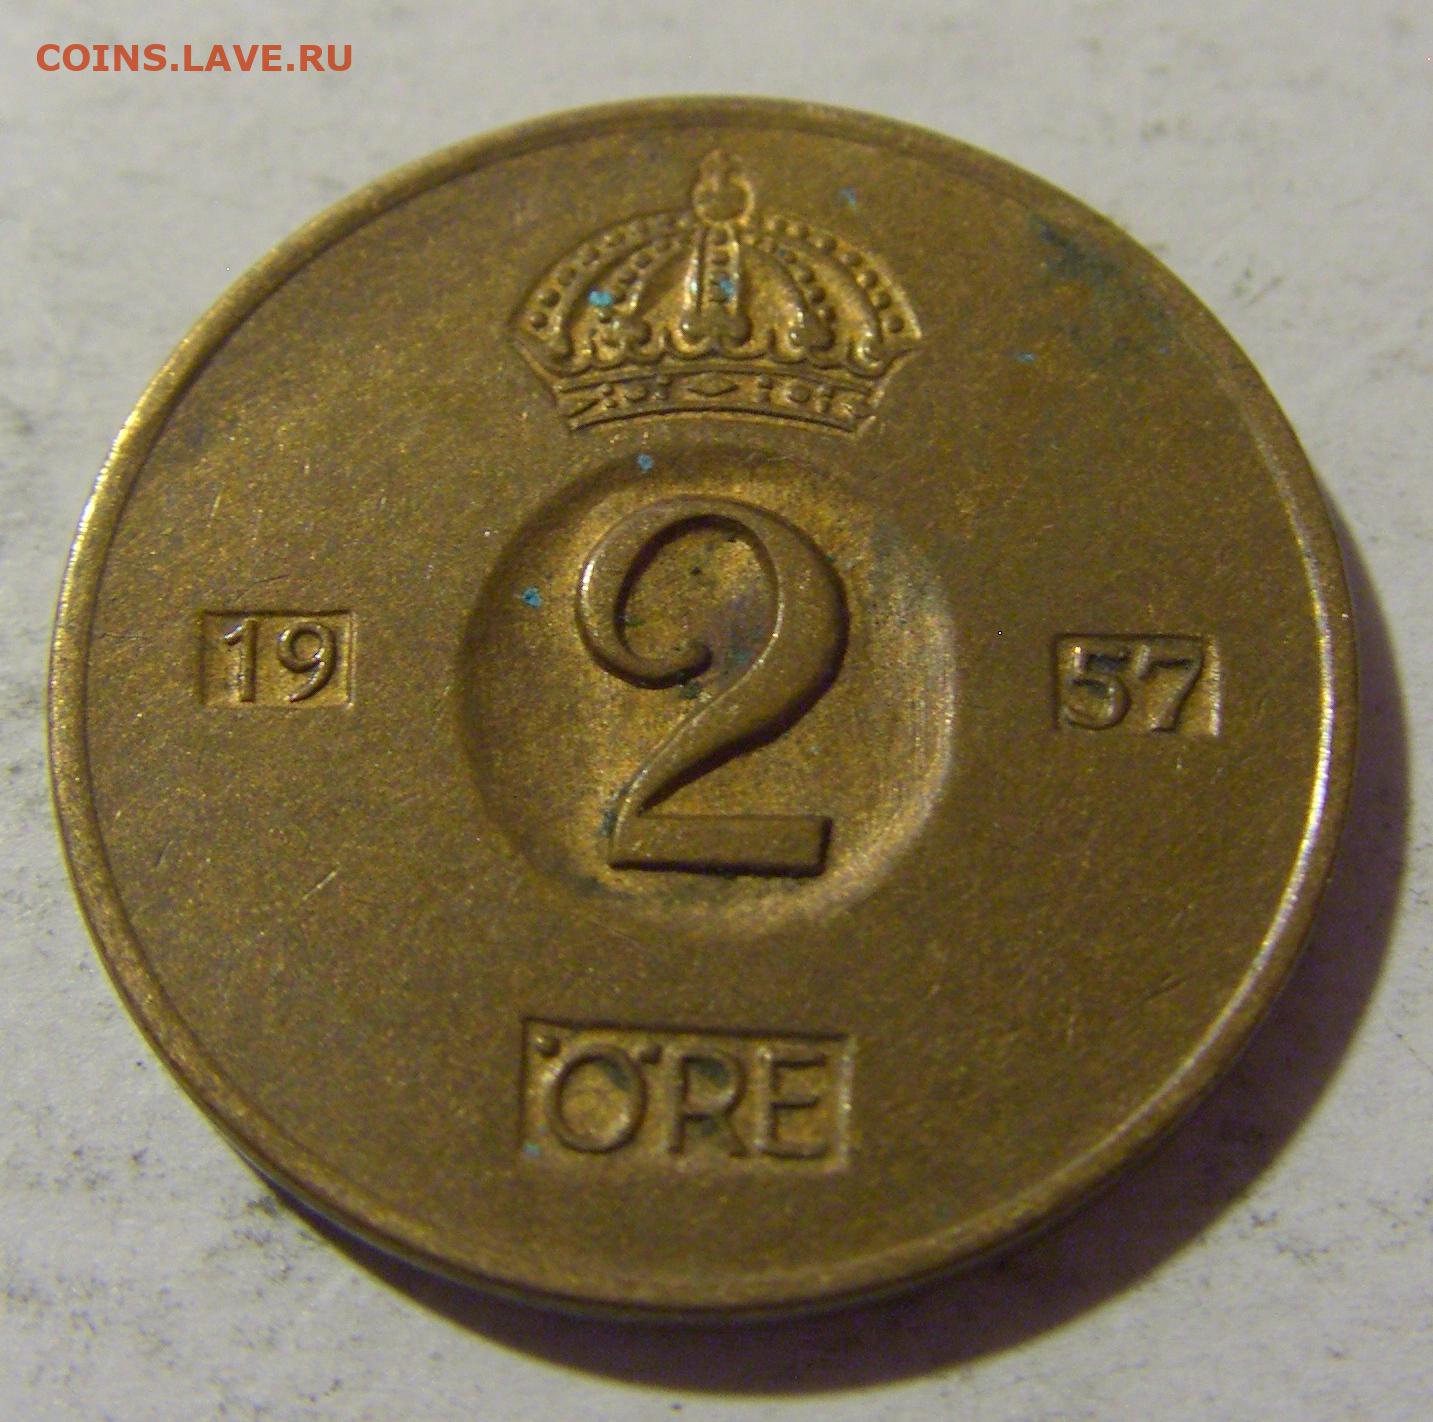 COINS.LAVE.RU
2
19 57
ÖRE